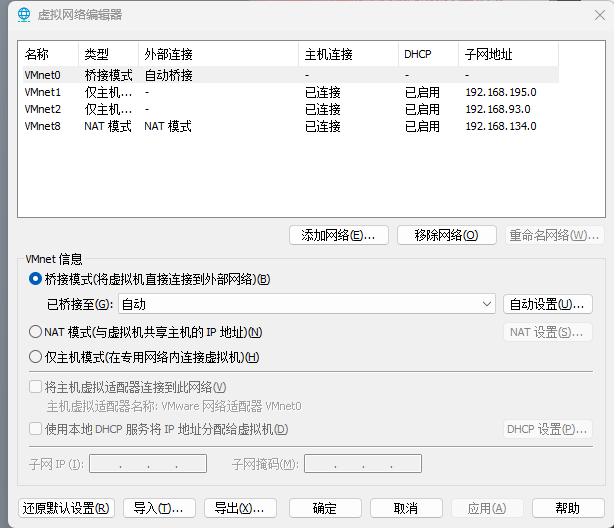 虚拟网络编辑器
名称 类型 外部连接 主机连接 DHCP 子网地址
VMnet0 桥接模式 自动桥接 - - -
VMnet1 仅主机... - 已连接 已启用 192.168.195.0
VMnet2 仅主机... - 已连接 已启用 192.168.93.0
VMnet8 NAT 模式 NAT 模式 已连接 已启用 192.168.134.0
添加网络(E)... 移除网络(O) 重命名网络(W)...
VMnet 信息
桥接模式(将虚拟机直接连接到外部网络)(B)
已桥接至(G): 自动 自动设置(U)...
NAT 模式(与虚拟机共享主机的 IP 地址)(N) NAT 设置(S)...
仅主机模式(在专用网络内连接虚拟机)(H)
将主机虚拟适配器连接到此网络(V)
主机虚拟适配器名称: VMware 网络适配器 VMnet0
使用本地 DHCP 服务将 IP 地址分配给虚拟机(D) DHCP 设置(P)...
子网 IP (I): . . . 子网掩码(M): . . .
还原默认设置(R) 导入(T)... 导出(X)... 确定 取消 应用(A) 帮助